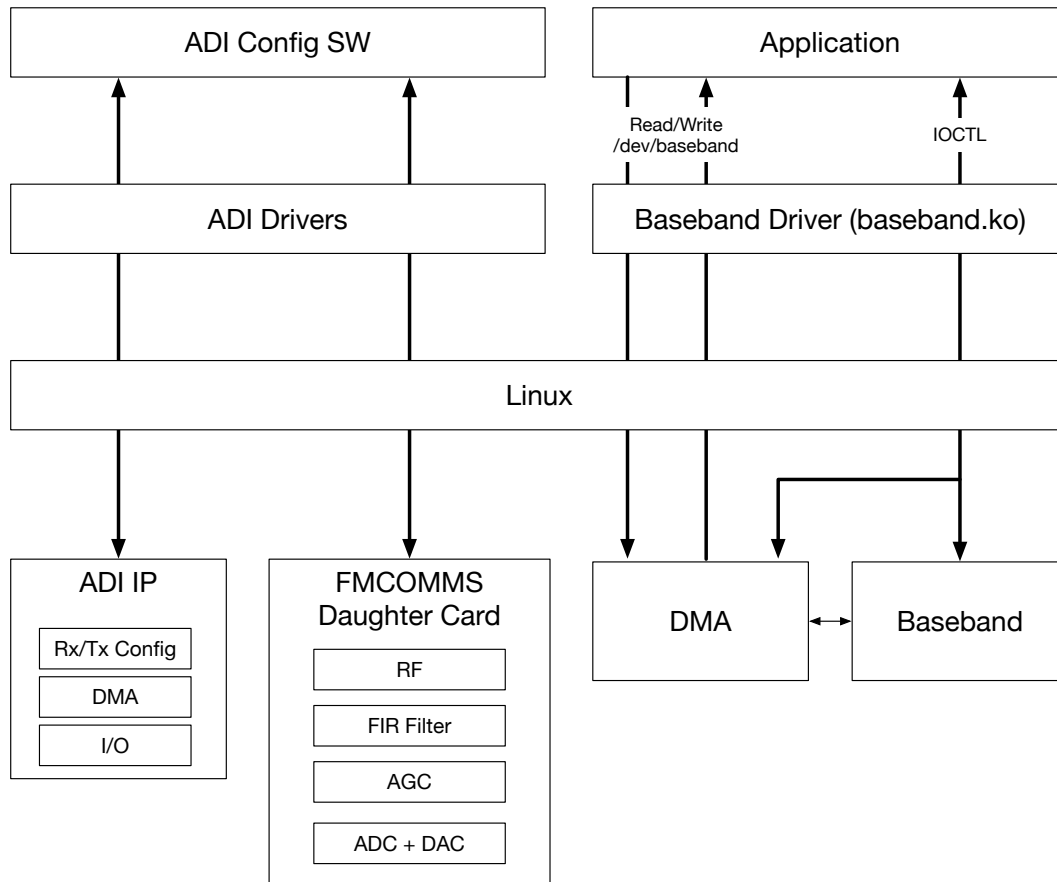 ADI Config SW
Application
Read/Write
/dev/baseband
IOCTL
ADI Drivers
Baseband Driver (baseband.ko)
Linux
ADI IP
Rx/Tx Config
DMA
I/O
FMCOMMS
Daughter Card
RF
FIR Filter
AGC
ADC + DAC
DMA
Baseband